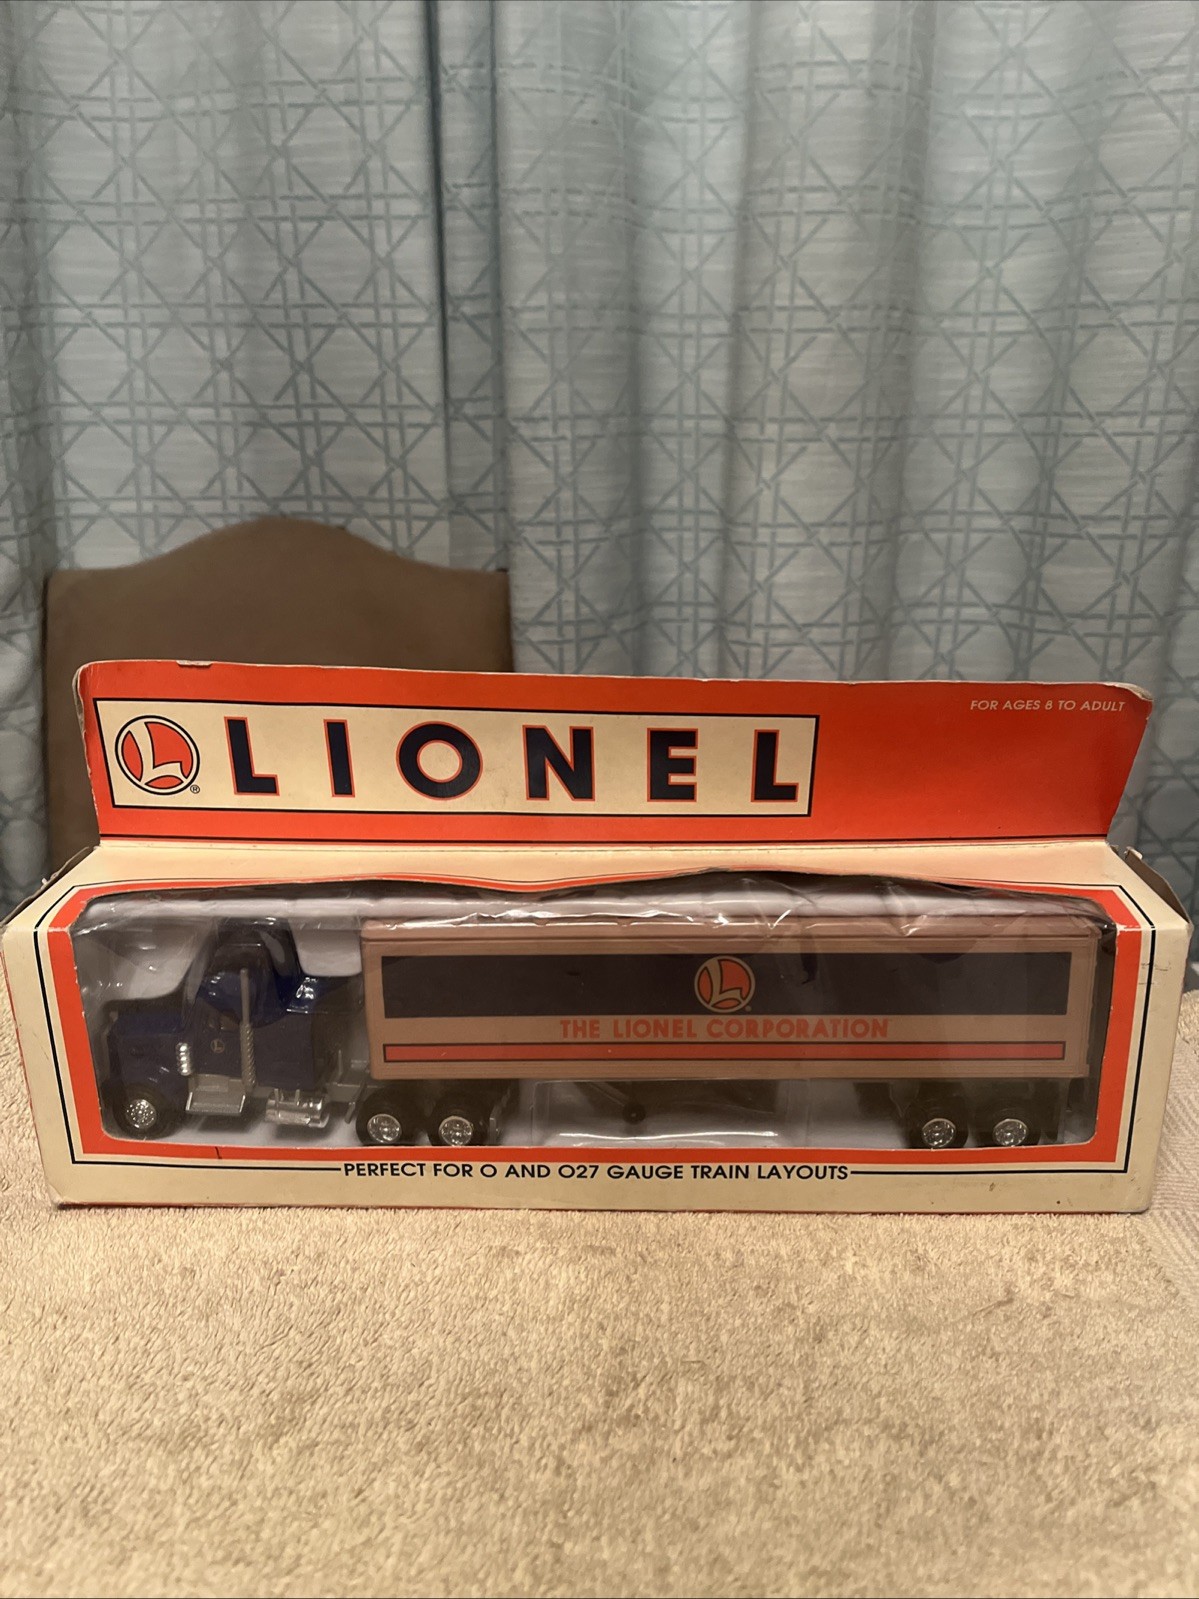 FOR AGES 8 TO ADULT
L LIONEL
®
L
L
THE LIONEL CORPORATION
PERFECT FOR O AND O27 GAUGE TRAIN LAYOUTS